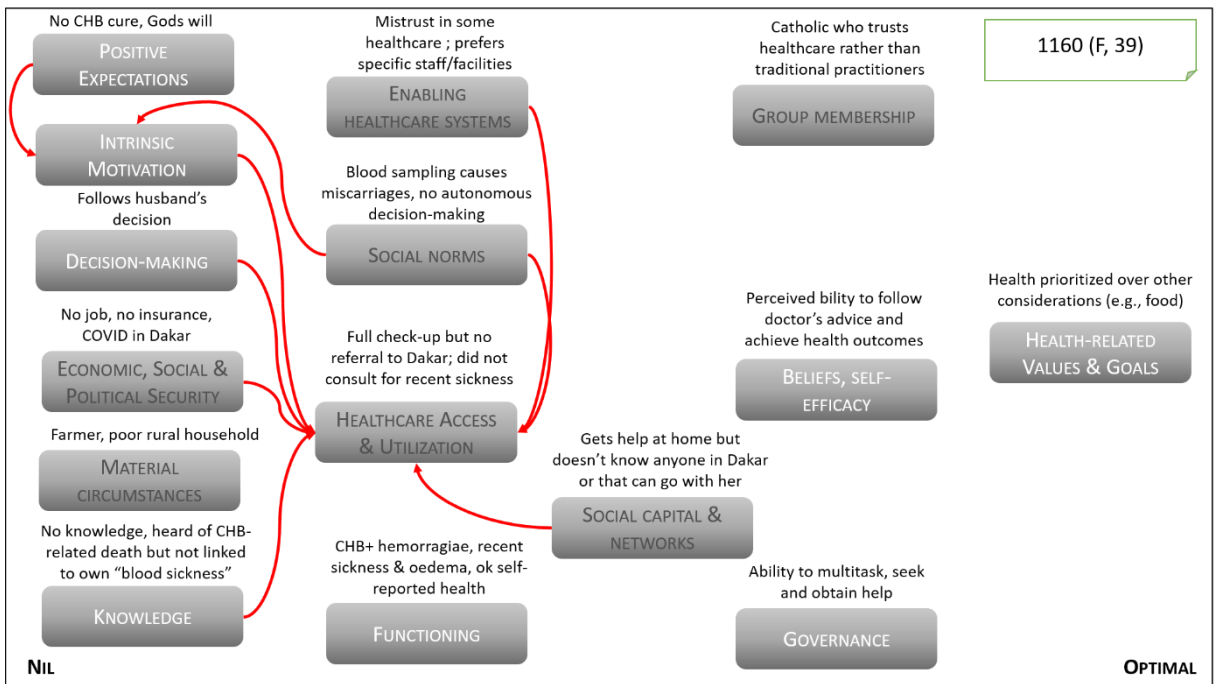 No CHB cure, Gods will
POSITIVE
EXPECTATIONS
INTRINSIC
MOTIVATION
Follows husband's
decision
DECISION-MAKING
No job, no insurance,
COVID in Dakar
ECONOMIC, SOCIAL &
POLITICAL SECURITY
Farmer, poor rural household
MATERIAL
CIRCUMSTANCES
No knowledge, heard of CHB-
related death but not linked
to own “blood sickness”
KNOWLEDGE
NIL
Mistrust in some
healthcare ; prefers
specific staff/facilities
ENABLING
HEALTHCARE SYSTEMS
Blood sampling causes
miscarriages, no autonomous
decision-making
SOCIAL NORMS
Full check-up but no
referral to Dakar; did not
consult for recent sickness
HEALTHCARE ACCESS
& UTILIZATION
CHB+ hemorragiae, recent
sickness & oedema, ok self-
reported health
FUNCTIONING
Gets help at home but
doesn't know anyone in Dakar
or that can go with her
SOCIAL CAPITAL &
NETWORKS
Catholic who trusts
healthcare rather than
traditional practitioners
GROUP MEMBERSHIP
Perceived bility to follow
doctor's advice and
achieve health outcomes
BELIEFS, SELF-
EFFICACY
Ability to multitask, seek
and obtain help
GOVERNANCE
1160 (F, 39)
Health prioritized over other
considerations (e.g., food)
HEALTH-RELATED
VALUES & GOALS
OPTIMAL